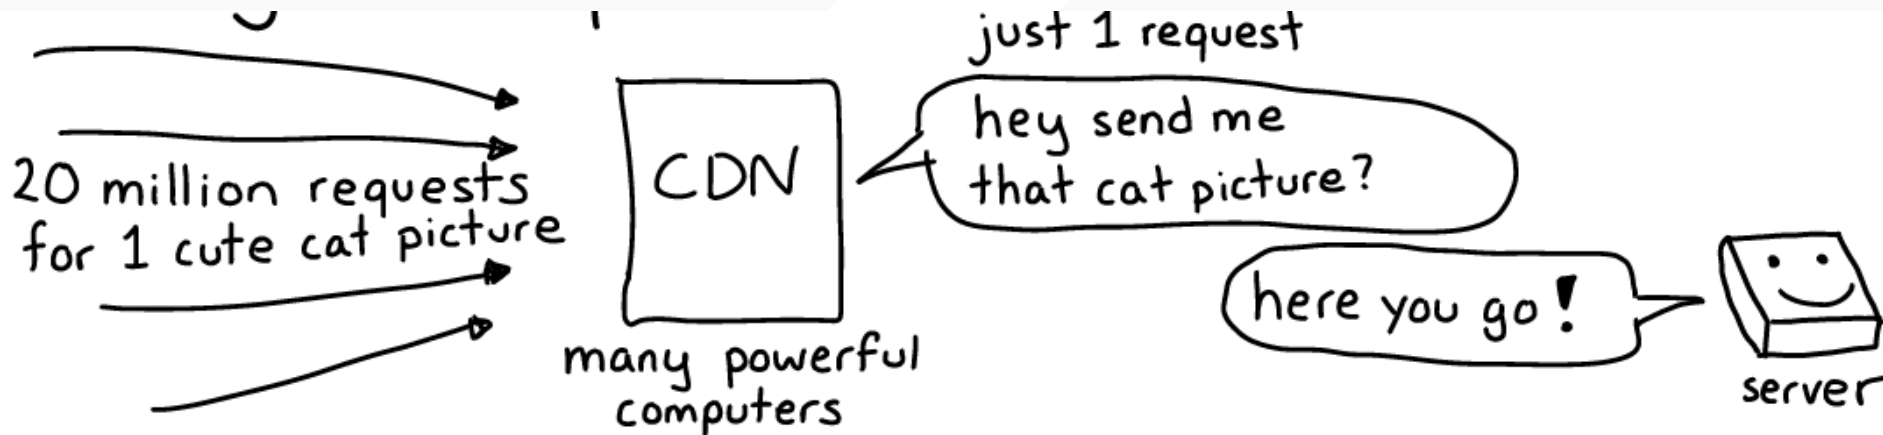 20 million requests
for 1 cute cat picture
CDN
many powerful
computers
just 1 request
hey send me
that cat picture?
here you go!
server